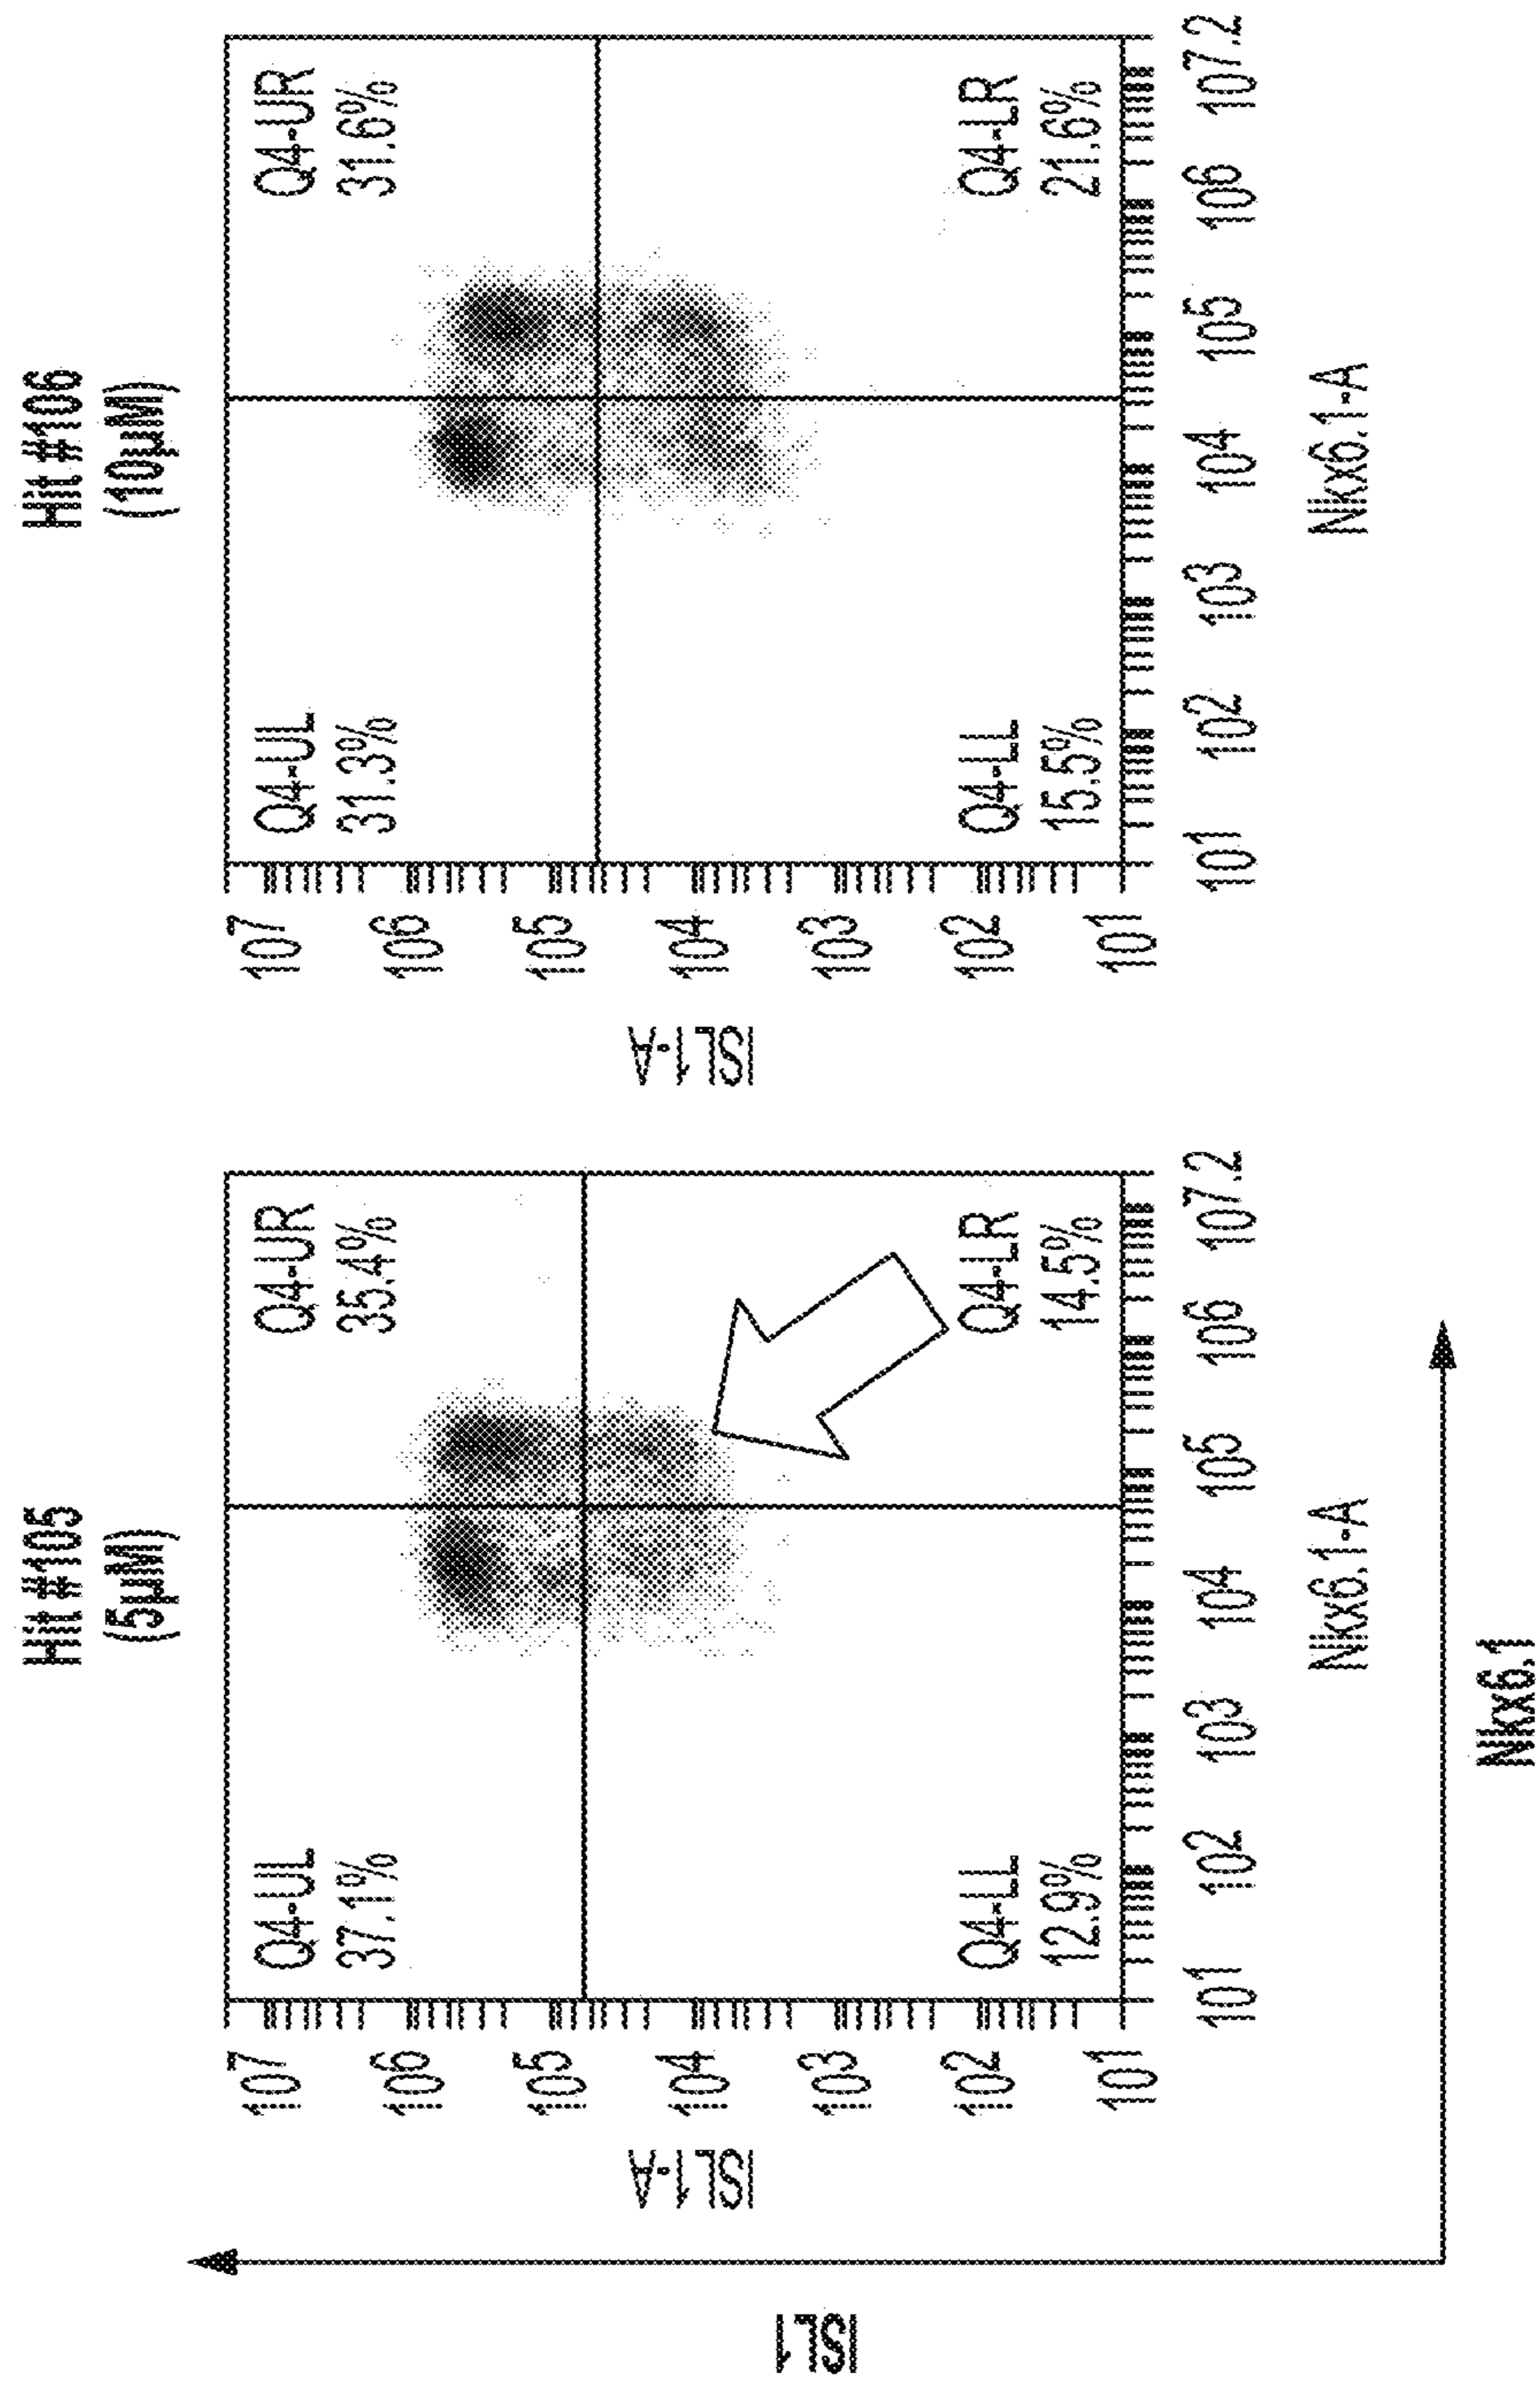 Hit #105
(5µM)
Q4-UL
37.1%
Q4-UR
35.4%
Q4-LL
12.9%
Q4-LR
14.5%
107
106
105
104
103
102
101
ISL1-A
101
102
103
104
105
106
107.2
Nkx6.1-A
Hit #106
(10µM)
Q4-UL
31.3%
Q4-UR
31.6%
Q4-LL
15.5%
Q4-LR
21.6%
107
106
105
104
103
102
101
ISL1-A
101
102
103
104
105
106
107.2
Nkx6.1-A
ISL1
Nkx6.1